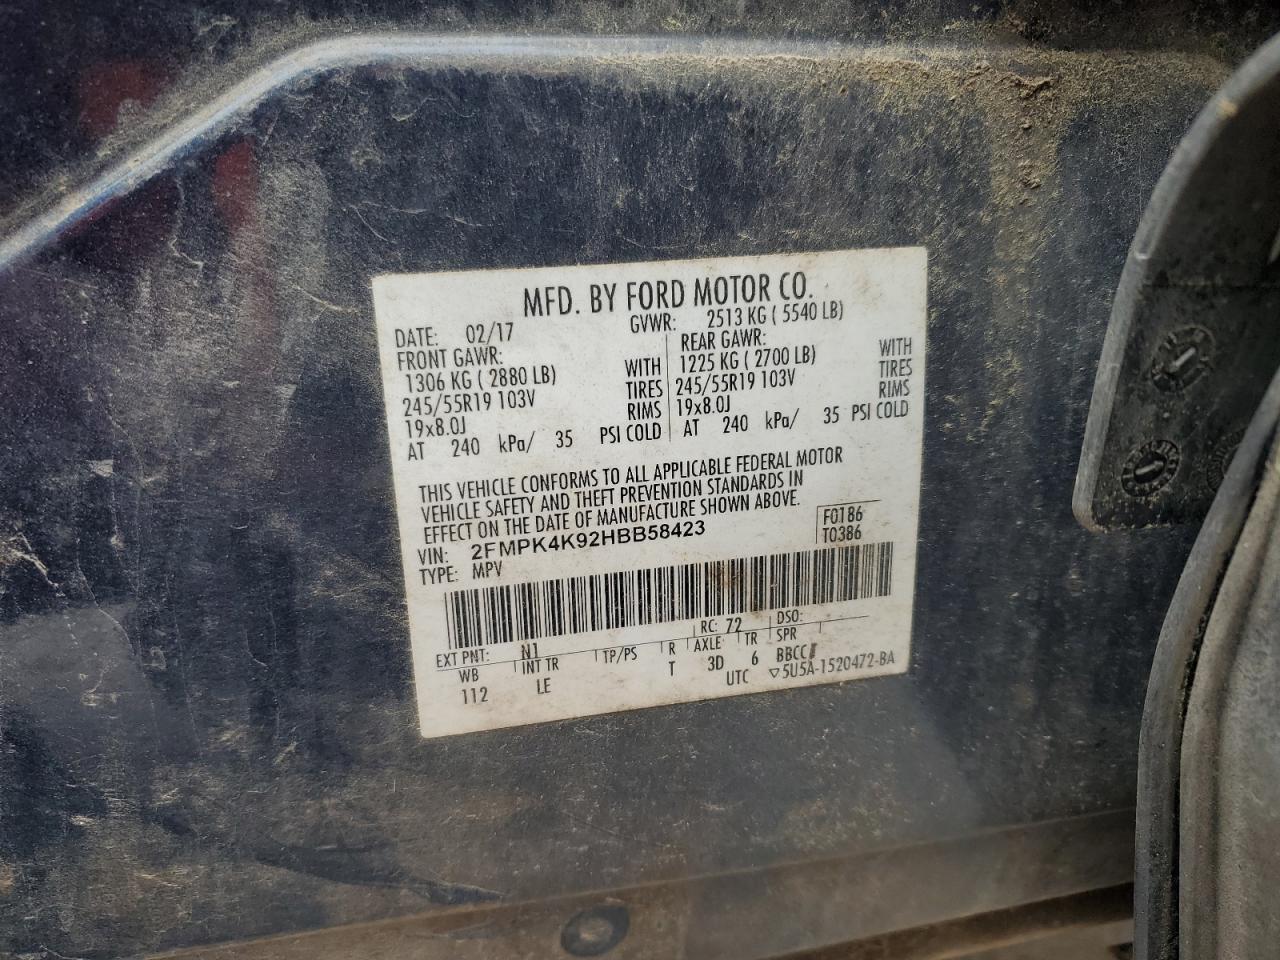 MFD. BY FORD MOTOR CO.
DATE: 02/17 GVWR: 2513 KG ( 5540 LB)
FRONT GAWR: REAR GAWR:
1306 KG ( 2880 LB) WITH 1225 KG ( 2700 LB) WITH
245/55R19 103V TIRES 245/55R19 103V TIRES
19x8.0J RIMS 19x8.0J RIMS
AT 240 kPa/ 35 PSI COLD AT 240 kPa/ 35 PSI COLD
THIS VEHICLE CONFORMS TO ALL APPLICABLE FEDERAL MOTOR
VEHICLE SAFETY AND THEFT PREVENTION STANDARDS IN
EFFECT ON THE DATE OF MANUFACTURE SHOWN ABOVE.
VIN: 2FMPK4K92HBB58423 F0186
TYPE: MPV T0386
EXT PNT: N1 RC: 72 DSO:
WB INT TR TP/PS R AXLE TR SPR
112 LE T 3D 6 BBCC
UTC ▽5U5A-1520472-BA